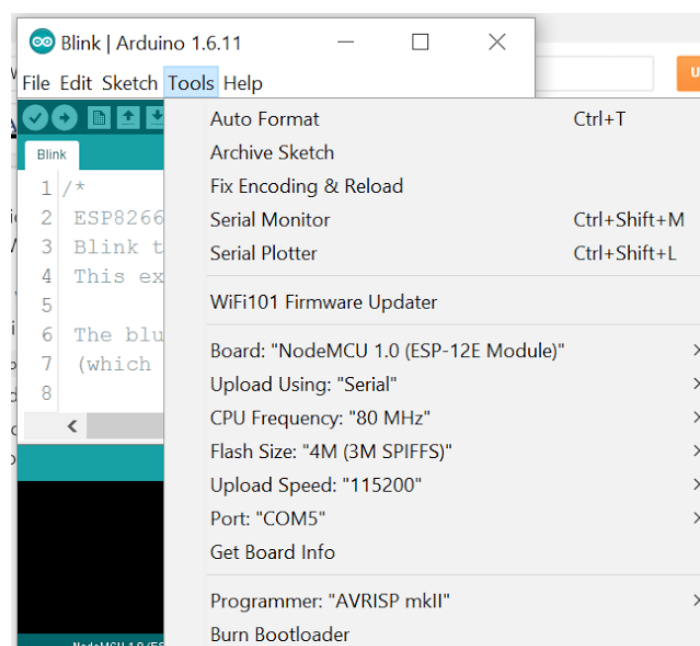 Blink | Arduino 1.6.11
File Edit Sketch Tools Help
Auto Format Ctrl+T
Archive Sketch
Fix Encoding & Reload
Serial Monitor Ctrl+Shift+M
Serial Plotter Ctrl+Shift+L
WiFi101 Firmware Updater
Board: "NodeMCU 1.0 (ESP-12E Module)"
Upload Using: "Serial"
CPU Frequency: "80 MHz"
Flash Size: "4M (3M SPIFFS)"
Upload Speed: "115200"
Port: "COM5"
Get Board Info
Programmer: "AVRISP mkII"
Burn Bootloader
Blink
1 /*
2 ESP8266
3 Blink t
4 This ex
5
6 The blu
7 (which
8